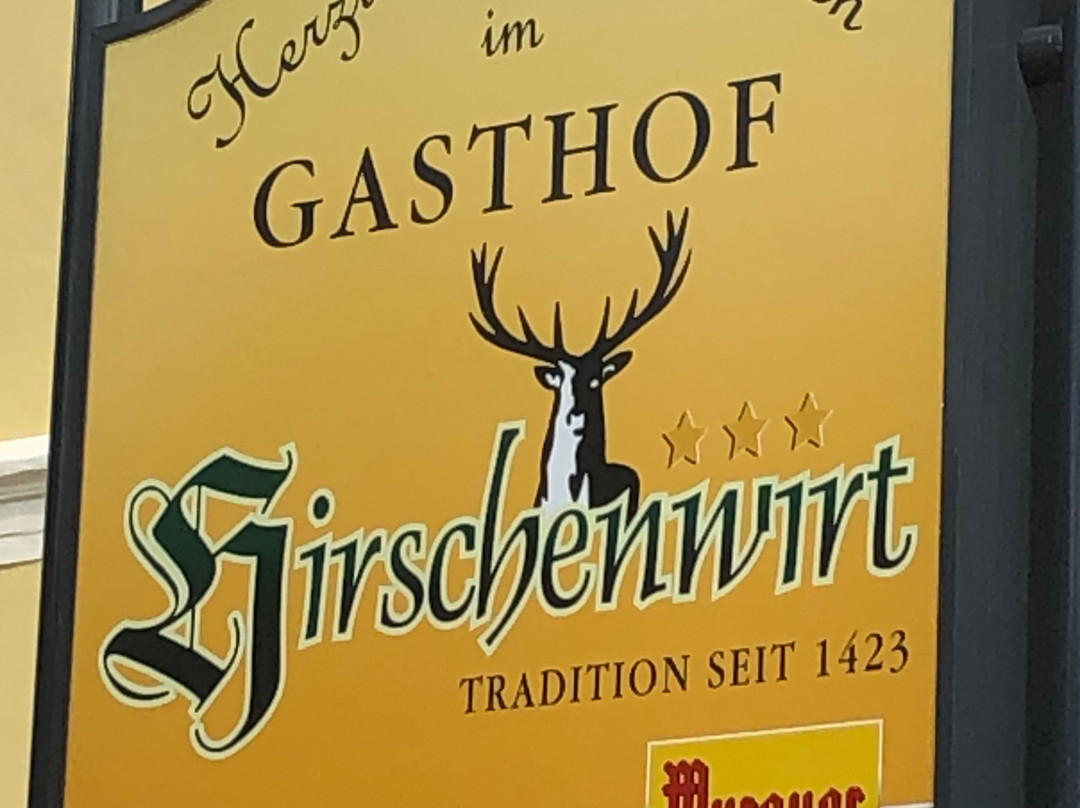 im
GASTHOF
Hirschenwirt
TRADITION SEIT 1423